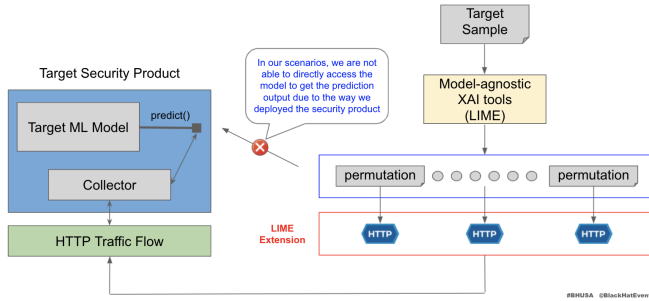 Target
Sample
Target Security Product
In our scenarios, we are not
able to directly access the
model to get the prediction
output due to the way we
deployed the security product
Model-agnostic
XAI tools
(LIME)
Target ML Model
predict()
Collector
permutation
permutation
HTTP Traffic Flow
LIME
Extension
HTTP
HTTP
HTTP
#BHUSA @BlackHatEvent